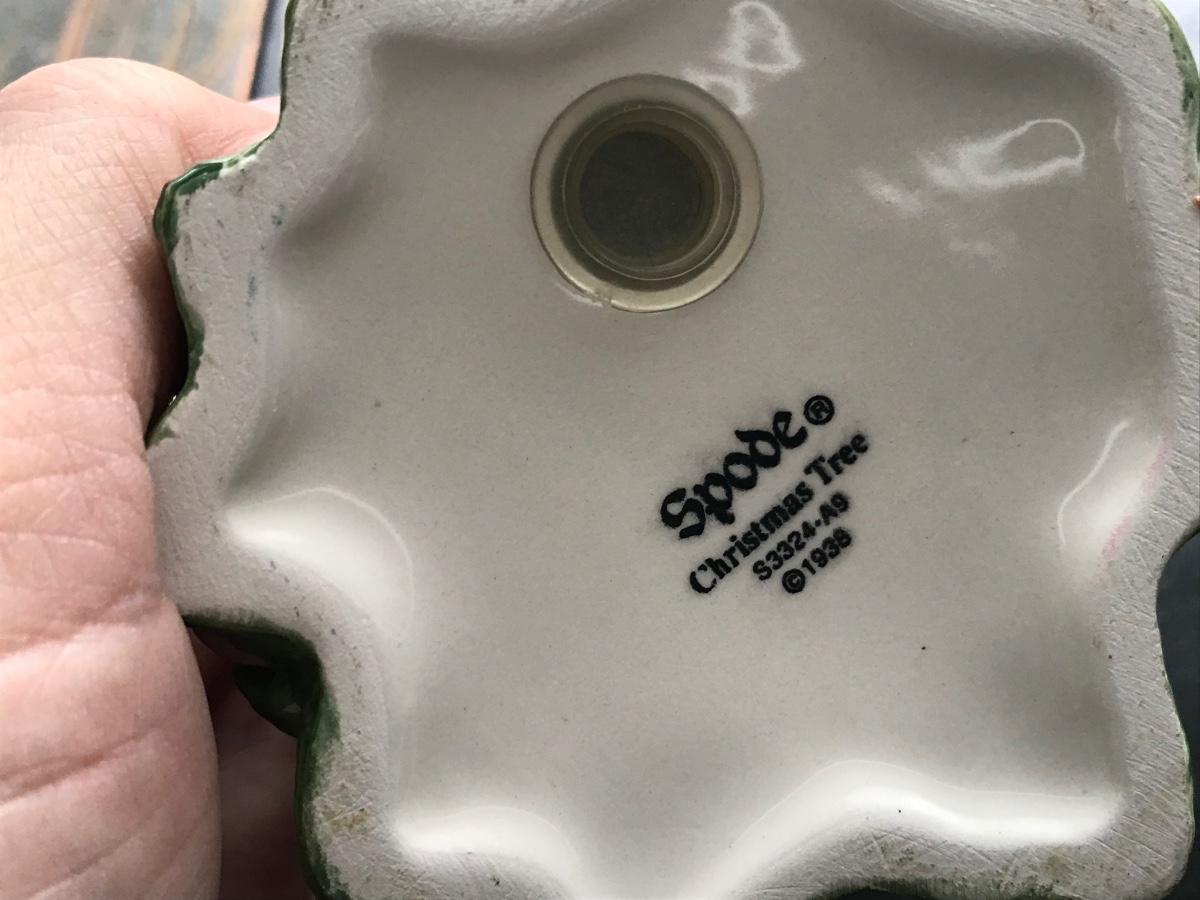 Spode®
Christmas Tree
S3324-A9
©1938